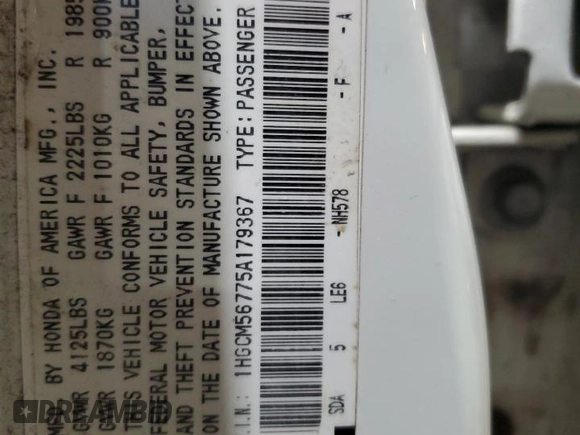 MFD BY HONDA OF AMERICA MFG., INC.
GVWR 4125LBS GAWR F 2225LBS R 1985
GVWR 1870KG GAWR F 1010KG R 900K
THIS VEHICLE CONFORMS TO ALL APPLICABLE
FEDERAL MOTOR VEHICLE SAFETY, BUMPER,
AND THEFT PREVENTION STANDARDS IN EFFECT
ON THE DATE OF MANUFACTURE SHOWN ABOVE.
V.I.N.: 1HGCM56775A179367 TYPE: PASSENGER
SDA 5 LE6 -NH578 -F -A
DREAMBID